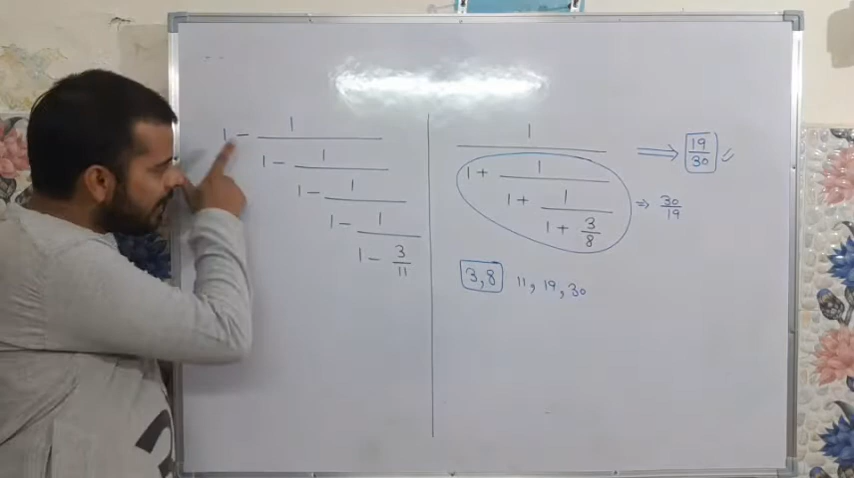 1 - 1
1 - 1
1 - 1
1 - 1
1 - 3
11
1
1 + 1
1 + 1
1 + 3
8
⇒ 19
30 ✓
⇒ 30
19
3, 8 11, 19, 30